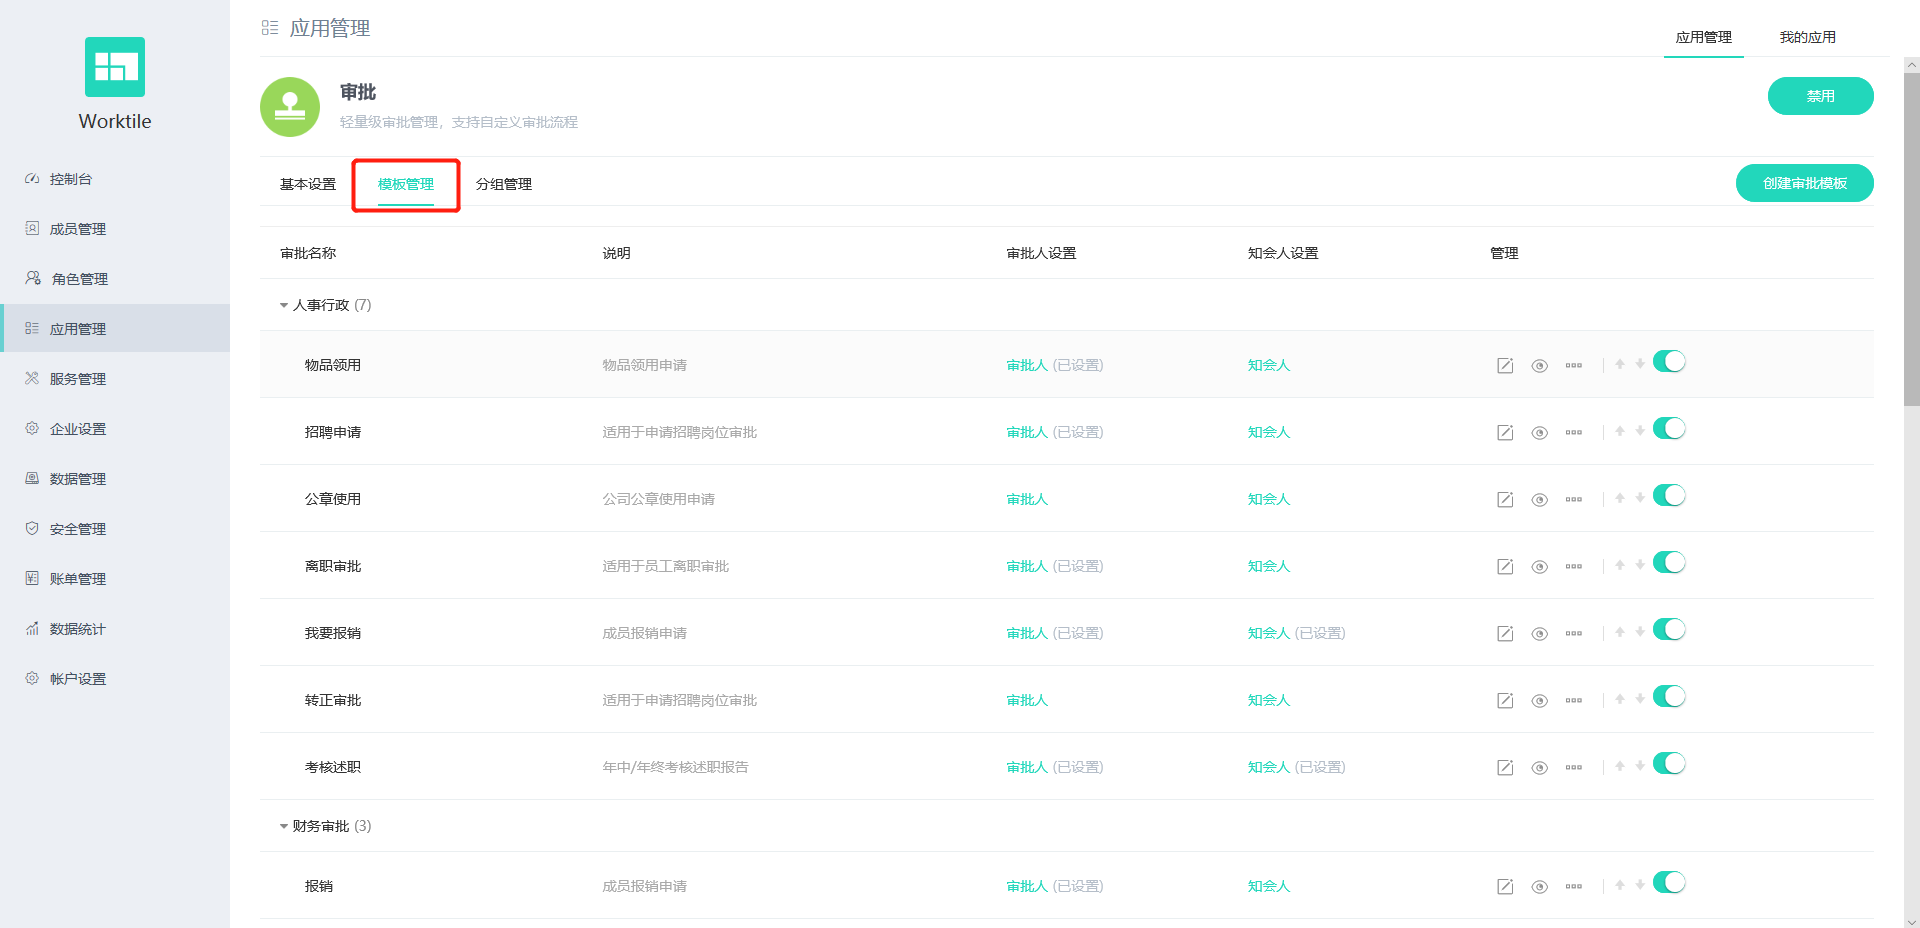 Worktile
控制台
成员管理
角色管理
应用管理
服务管理
企业设置
数据管理
安全管理
账单管理
数据统计
帐户设置
应用管理
应用管理 我的应用
审批
轻量级审批管理，支持自定义审批流程
禁用
基本设置 模板管理 分组管理
创建审批模板
审批名称 说明 审批人设置 知会人设置 管理
人事行政 (7)
物品领用 物品领用申请 审批人 (已设置) 知会人
招聘申请 适用于申请招聘岗位审批 审批人 (已设置) 知会人
公章使用 公司公章使用申请 审批人 知会人
离职审批 适用于员工离职审批 审批人 (已设置) 知会人
我要报销 成员报销申请 审批人 (已设置) 知会人 (已设置)
转正审批 适用于申请招聘岗位审批 审批人 知会人
考核述职 年中/年终考核述职报告 审批人 (已设置) 知会人 (已设置)
财务审批 (3)
报销 成员报销申请 审批人 (已设置) 知会人